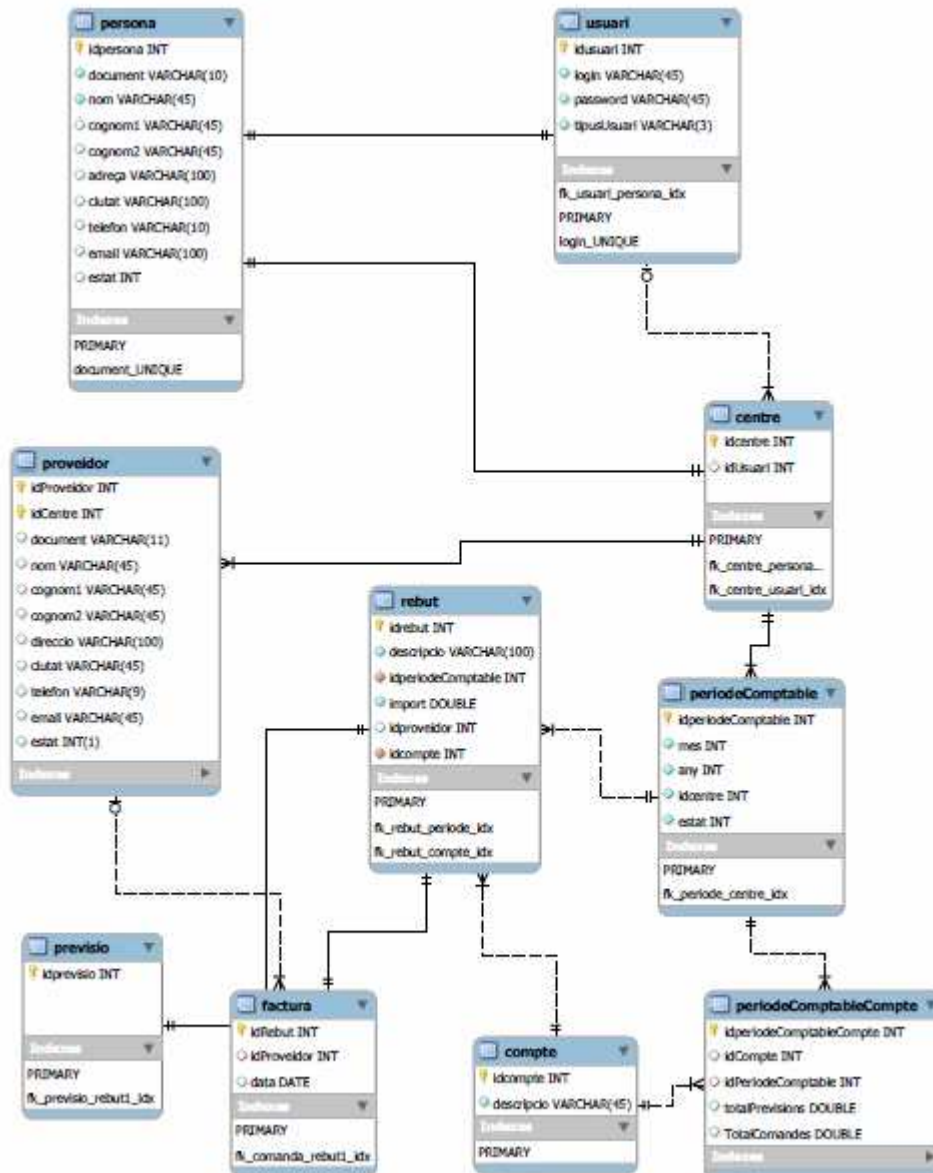 persona
idpersona INT
document VARCHAR(10)
nom VARCHAR(45)
cognom1 VARCHAR(45)
cognom2 VARCHAR(45)
adreça VARCHAR(100)
ciutat VARCHAR(100)
telefon VARCHAR(10)
email VARCHAR(100)
estat INT
Indexes
PRIMARY
document_UNIQUE
usuari
idusuari INT
login VARCHAR(45)
password VARCHAR(45)
tipusUsuari VARCHAR(3)
Indexes
fk_usuari_persona_idx
PRIMARY
login_UNIQUE
centre
idcentre INT
idUsuari INT
Indexes
PRIMARY
fk_centre_persona...
fk_centre_usuari_idx
proveidor
idProveidor INT
idCentre INT
document VARCHAR(11)
nom VARCHAR(45)
cognom1 VARCHAR(45)
cognom2 VARCHAR(45)
direccio VARCHAR(100)
ciutat VARCHAR(45)
telefon VARCHAR(9)
email VARCHAR(45)
estat INT(1)
Indexes
rebut
idrebut INT
descripcio VARCHAR(100)
idperiodeComptable INT
import DOUBLE
idproveidor INT
idcompte INT
Indexes
PRIMARY
fk_rebut_periode_idx
fk_rebut_compte_idx
periodeComptable
idperiodeComptable INT
mes INT
any INT
idcentre INT
estat INT
Indexes
PRIMARY
fk_periode_centre_idx
previsio
idprevisio INT
Indexes
PRIMARY
fk_previsio_rebut1_idx
factura
idRebut INT
idProveidor INT
data DATE
Indexes
PRIMARY
fk_comanda_rebut1_idx
compte
idcompte INT
descripcio VARCHAR(45)
Indexes
PRIMARY
periodeComptableCompte
idperiodeComptableCompte INT
idCompte INT
idPeriodeComptable INT
totalPrevisions DOUBLE
TotalComandes DOUBLE
Indexes